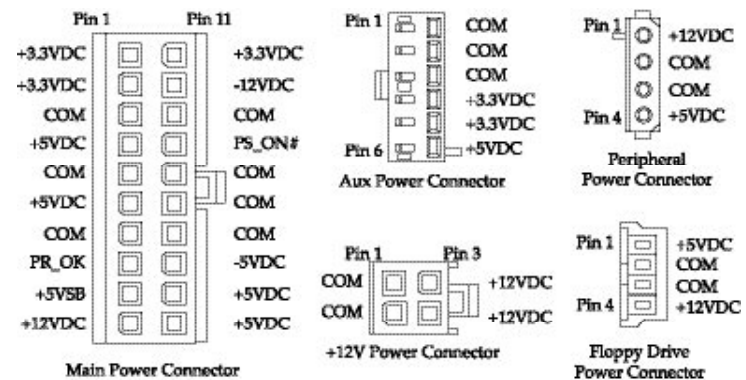 Pin 1 Pin 11
+3.3VDC +3.3VDC
+3.3VDC -12VDC
COM COM
+5VDC PS_ON#
COM COM
+5VDC COM
COM COM
PR_OK -5VDC
+5VSB +5VDC
+12VDC +5VDC
Main Power Connector
Pin 1 COM
COM
COM
+3.3VDC
+3.3VDC
Pin 6 +5VDC
Aux Power Connector
Pin 1 +12VDC
COM
COM
Pin 4 +5VDC
Peripheral
Power Connector
Pin 1 Pin 3
COM +12VDC
COM +12VDC
+12V Power Connector
Pin 1 +5VDC
COM
COM
Pin 4 +12VDC
Floppy Drive
Power Connector